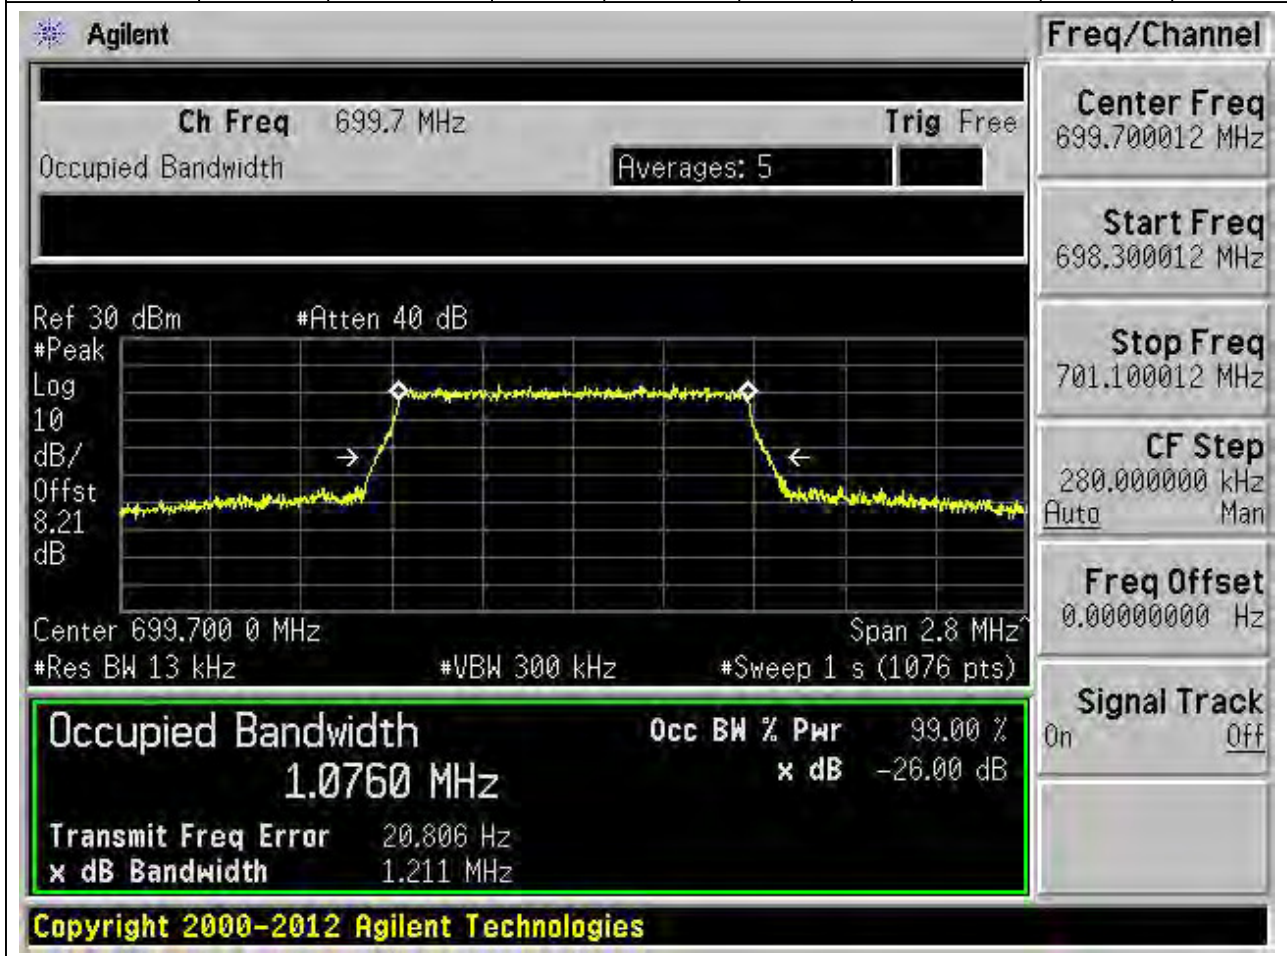 Agilent
Freq/Channel
Ch Freq 699.7 MHz Trig Free
Occupied Bandwidth Averages: 5
Center Freq
699.700012 MHz
Start Freq
698.300012 MHz
Stop Freq
701.100012 MHz
CF Step
280.000000 kHz
Auto Man
Freq Offset
0.00000000 Hz
Signal Track
On Off
Ref 30 dBm #Atten 40 dB
#Peak
Log
10
dB/
Offst
8.21
dB
Center 699.700 0 MHz Span 2.8 MHz^
#Res BW 13 kHz #VBW 300 kHz #Sweep 1 s (1076 pts)
Occupied Bandwidth Occ BW % Pwr 99.00 %
1.0760 MHz x dB -26.00 dB
Transmit Freq Error 20.806 Hz
x dB Bandwidth 1.211 MHz
Copyright 2000-2012 Agilent Technologies